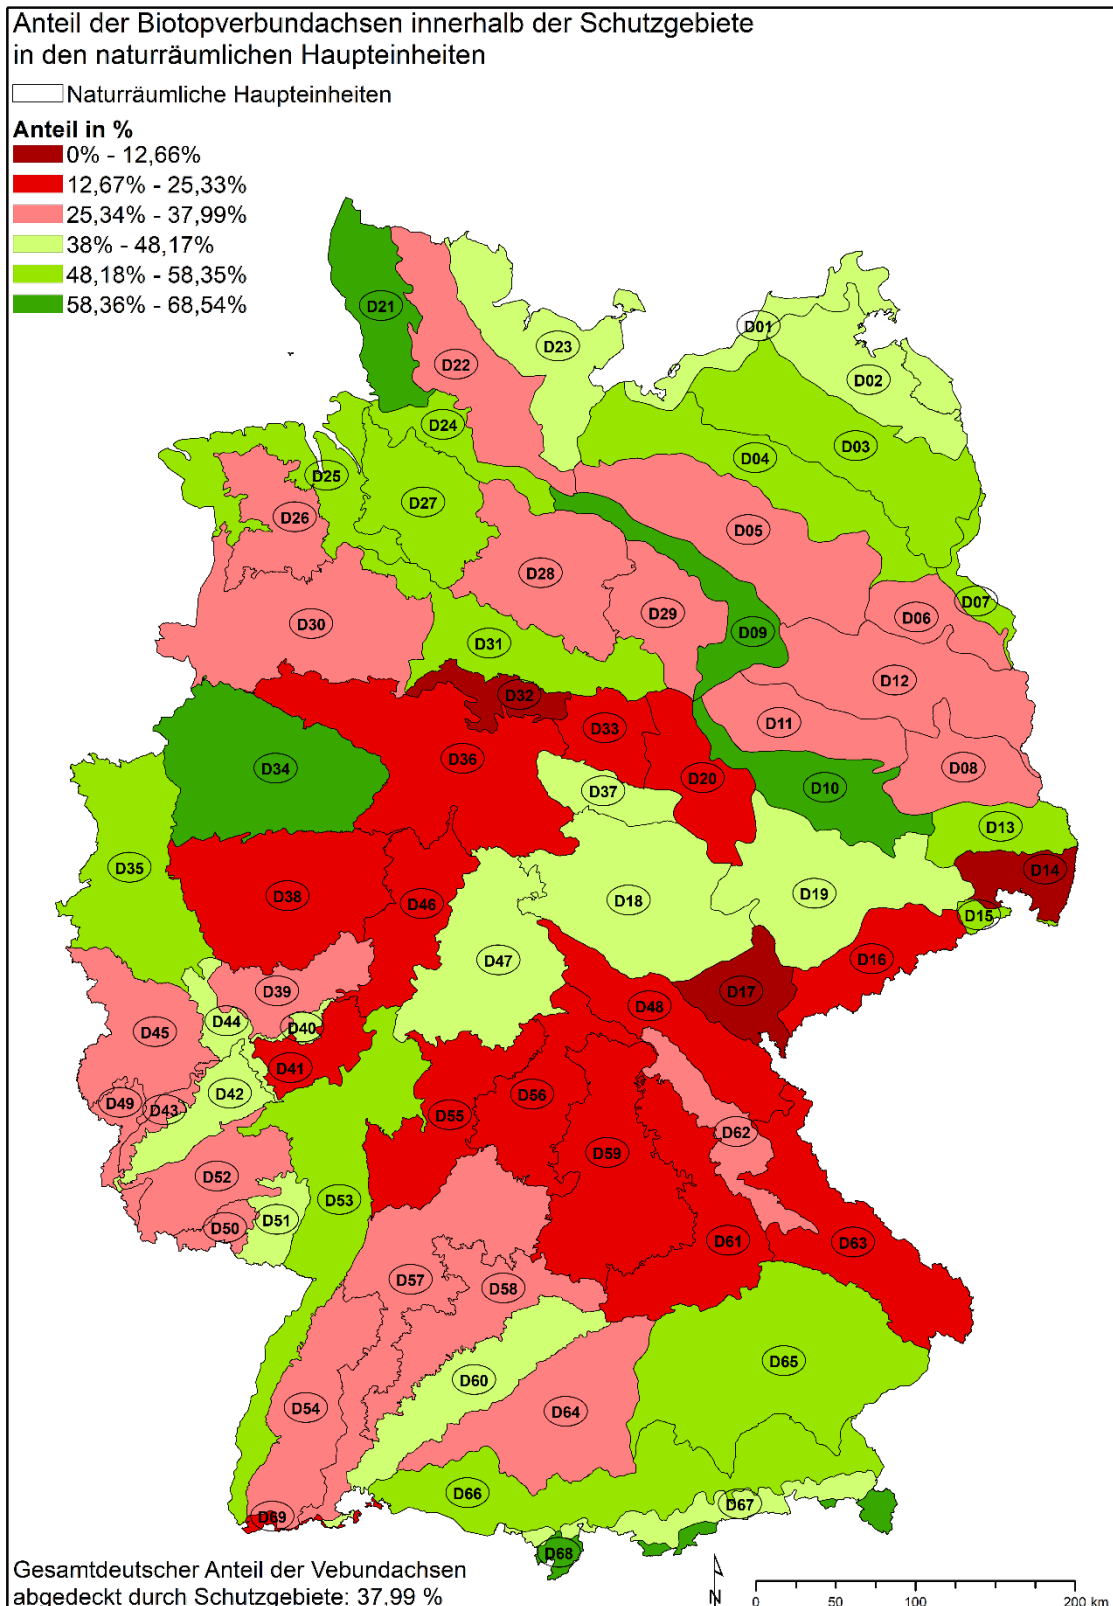 Anteil der Biotopverbundachsen innerhalb der Schutzgebiete
in den naturräumlichen Haupteinheiten
Naturräumliche Haupteinheiten
Anteil in %
0% - 12,66%
12,67% - 25,33%
25,34% - 37,99%
38% - 48,17%
48,18% - 58,35%
58,36% - 68,54%
D21
D22
D23
D01
D02
D24
D03
D04
D25
D27
D26
D05
D28
D29
D07
D06
D30
D09
D31
D12
D32
D33
D11
D36
D34
D37
D20
D10
D08
D13
D35
D38
D46
D18
D19
D14
D15
D47
D16
D39
D17
D48
D44
D40
D45
D41
D42
D49
D43
D55
D56
D62
D59
D52
D53
D51
D50
D61
D63
D57
D58
D65
D60
D54
D64
D66
D67
D69
D68
Gesamtdeutscher Anteil der Vebundachsen
abgedeckt durch Schutzgebiete: 37,99 %
N
0 50 100 200 km